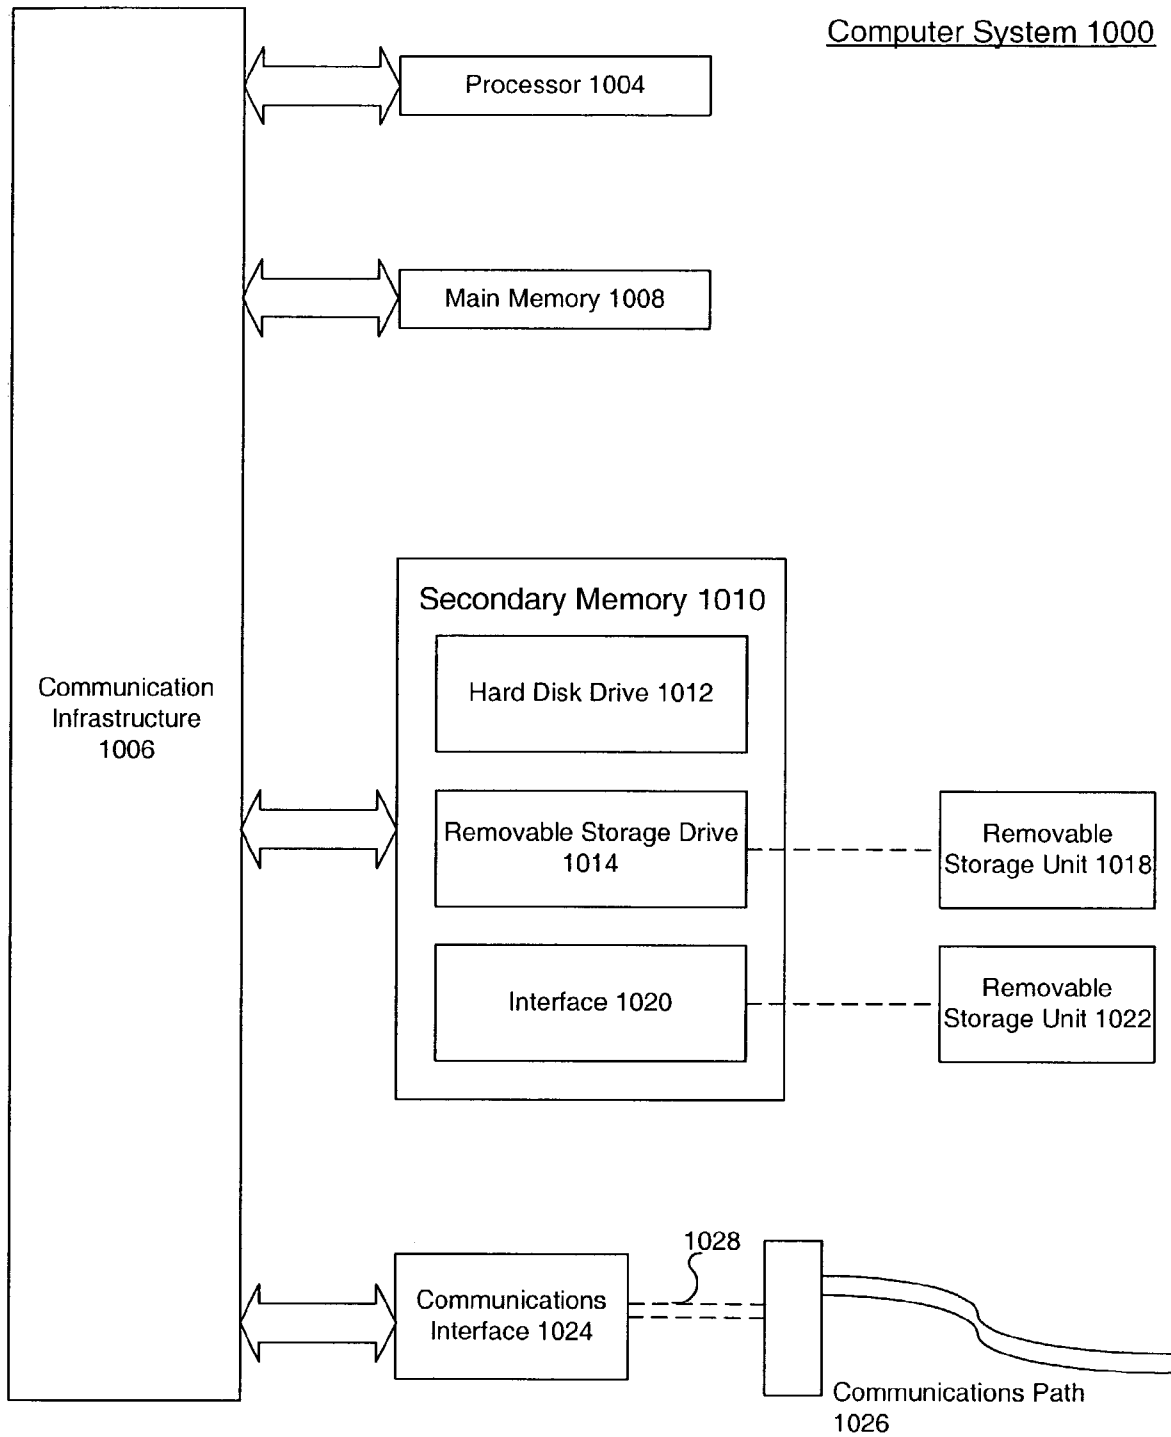 Computer System 1000
Processor 1004
Main Memory 1008
Communication
Infrastructure
1006
Secondary Memory 1010
Hard Disk Drive 1012
Removable Storage Drive
1014
Interface 1020
Removable
Storage Unit 1018
Removable
Storage Unit 1022
Communications
Interface 1024
1028
Communications Path
1026